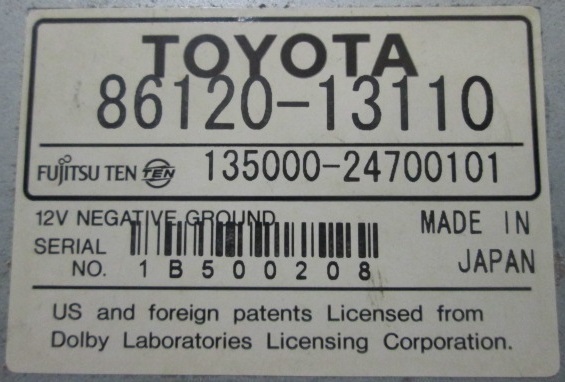 TOYOTA
86120-13110
FUJITSU TEN TEN 135000-24700101
12V NEGATIVE GROUND MADE IN
SERIAL JAPAN
NO. 1B500208
US and foreign patents Licensed from
Dolby Laboratories Licensing Corporation.